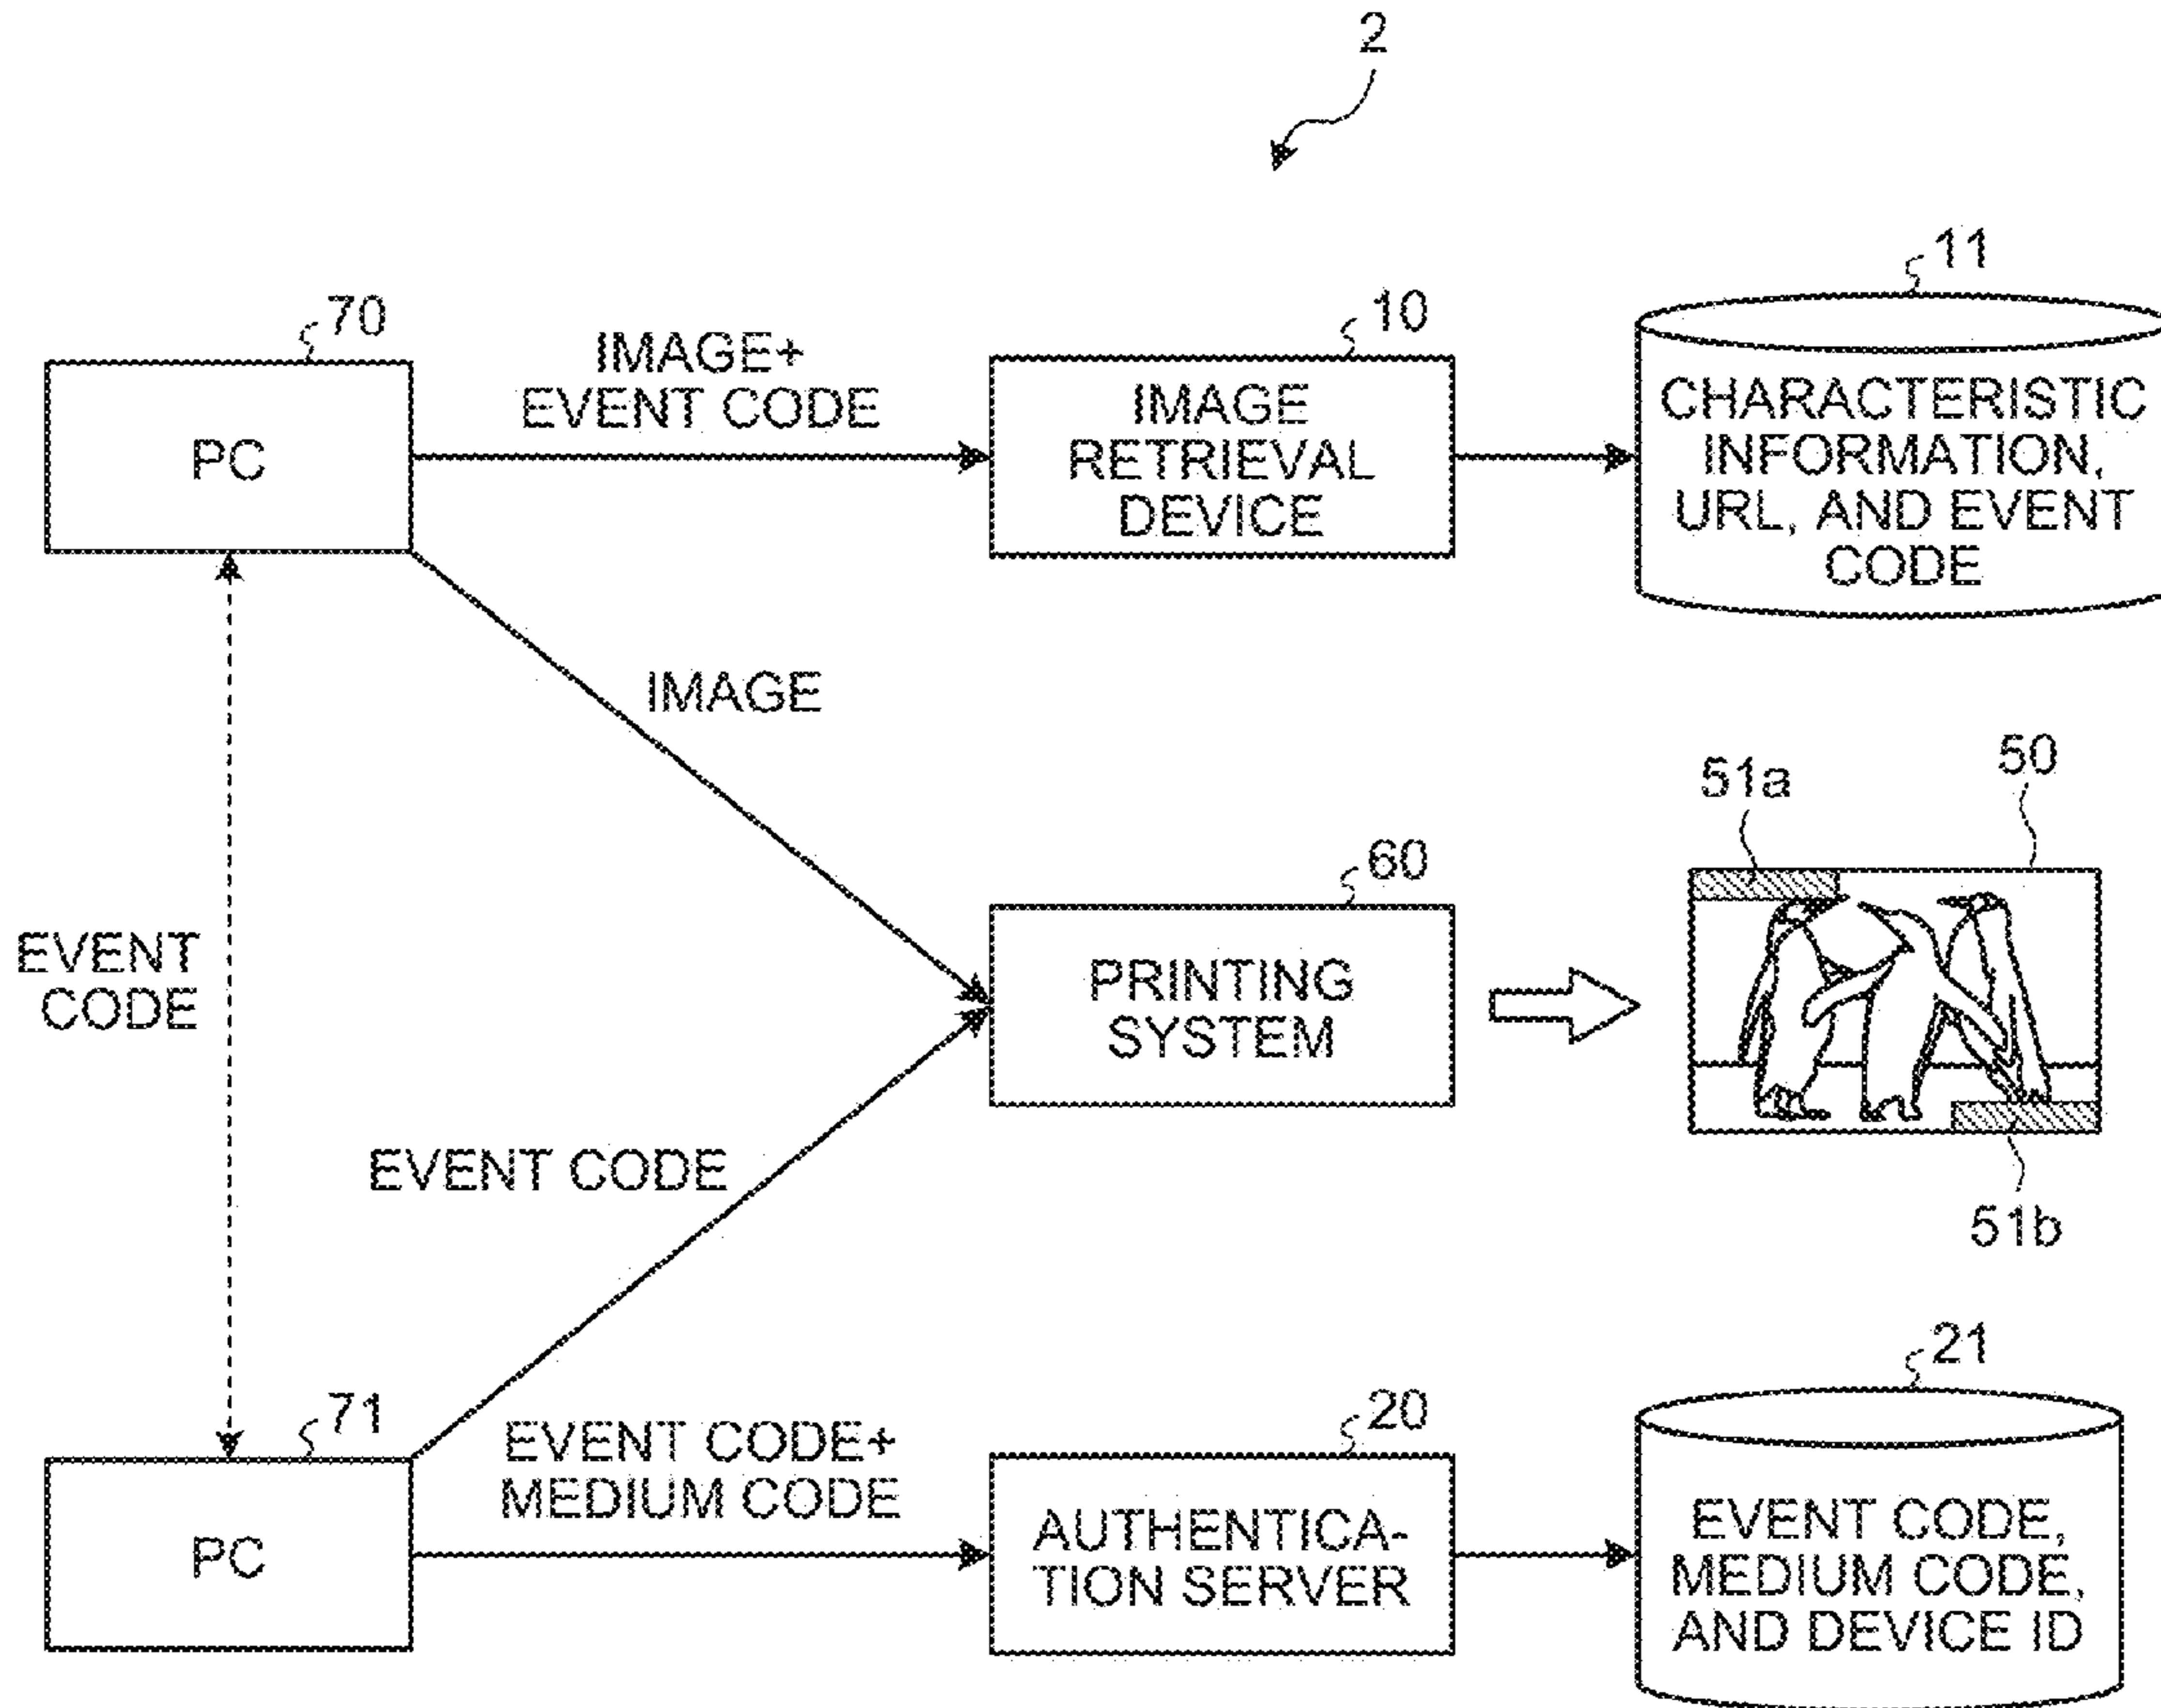 2
11
70
IMAGE+
EVENT CODE
10
PC
IMAGE
RETRIEVAL
DEVICE
CHARACTERISTIC
INFORMATION,
URL, AND EVENT
CODE
IMAGE
51a
50
60
EVENT
CODE
PRINTING
SYSTEM
EVENT CODE
51b
71
EVENT CODE+
MEDIUM CODE
20
21
PC
AUTHENTICA-
TION SERVER
EVENT CODE,
MEDIUM CODE,
AND DEVICE ID